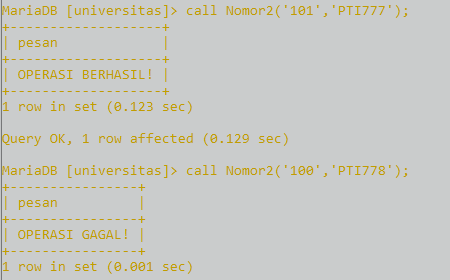 MariaDB [universitas]> call Nomor2('101','PTI777');
+--------------------+
| pesan              |
+--------------------+
| OPERASI BERHASIL! |
+--------------------+
1 row in set (0.123 sec)
Query OK, 1 row affected (0.129 sec)
MariaDB [universitas]> call Nomor2('100','PTI778');
+-----------------+
| pesan           |
+-----------------+
| OPERASI GAGAL! |
+-----------------+
1 row in set (0.001 sec)